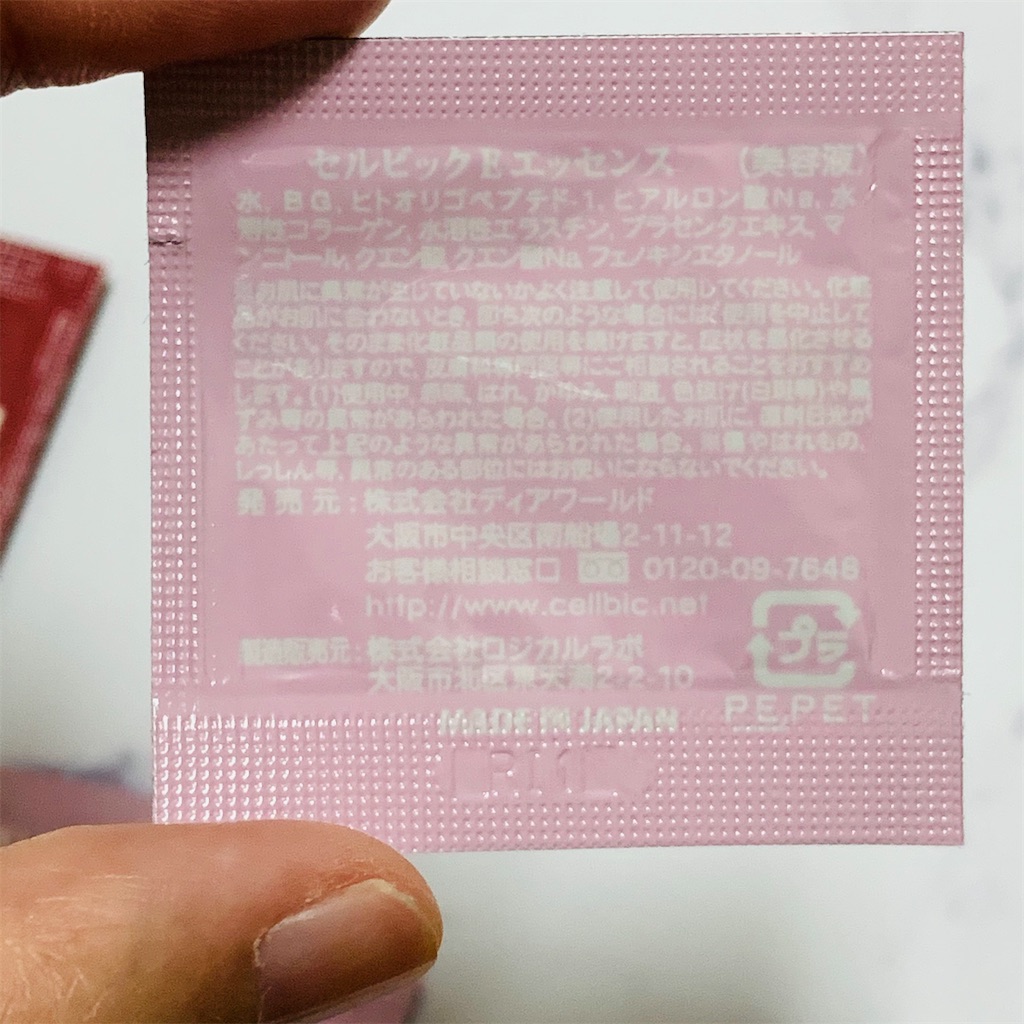 セルビックEエッセンス (美容液)
水、BG、ヒトオリゴペプチド-1、ヒアルロン酸Na、水
溶性コラーゲン、水溶性エラスチン、プラセンタエキス、マ
ンニトール、クエン酸、クエン酸Na、フェノキシエタノール
お肌に異常が生じていないかよく注意して使用してください。化粧
品がお肌に合わないとき、即ち次のような場合には、使用を中止して
ください。そのまま化粧品類の使用を続けますと、症状を悪化させる
ことがありますので、皮膚科専門医等にご相談されることをおすすめ
します。(1)使用中、赤味、はれ、かゆみ、刺激、色抜け(白斑等)や黒
ずみ等の異常があらわれた場合。(2)使用したお肌に、直射日光が
あたって上記のような異常があらわれた場合。※傷やはれもの、
しっしん等、異常のある部位にはお使いにならないでください。
発売元:株式会社ディアワールド
大阪市中央区南船場2-11-12
お客様相談窓口 0120-09-7648
http://www.cellbic.net
製造販売元:株式会社ロジカルラボ
大阪市北区東天満2-2-10
プラ
MADE IN JAPAN
PE,PET